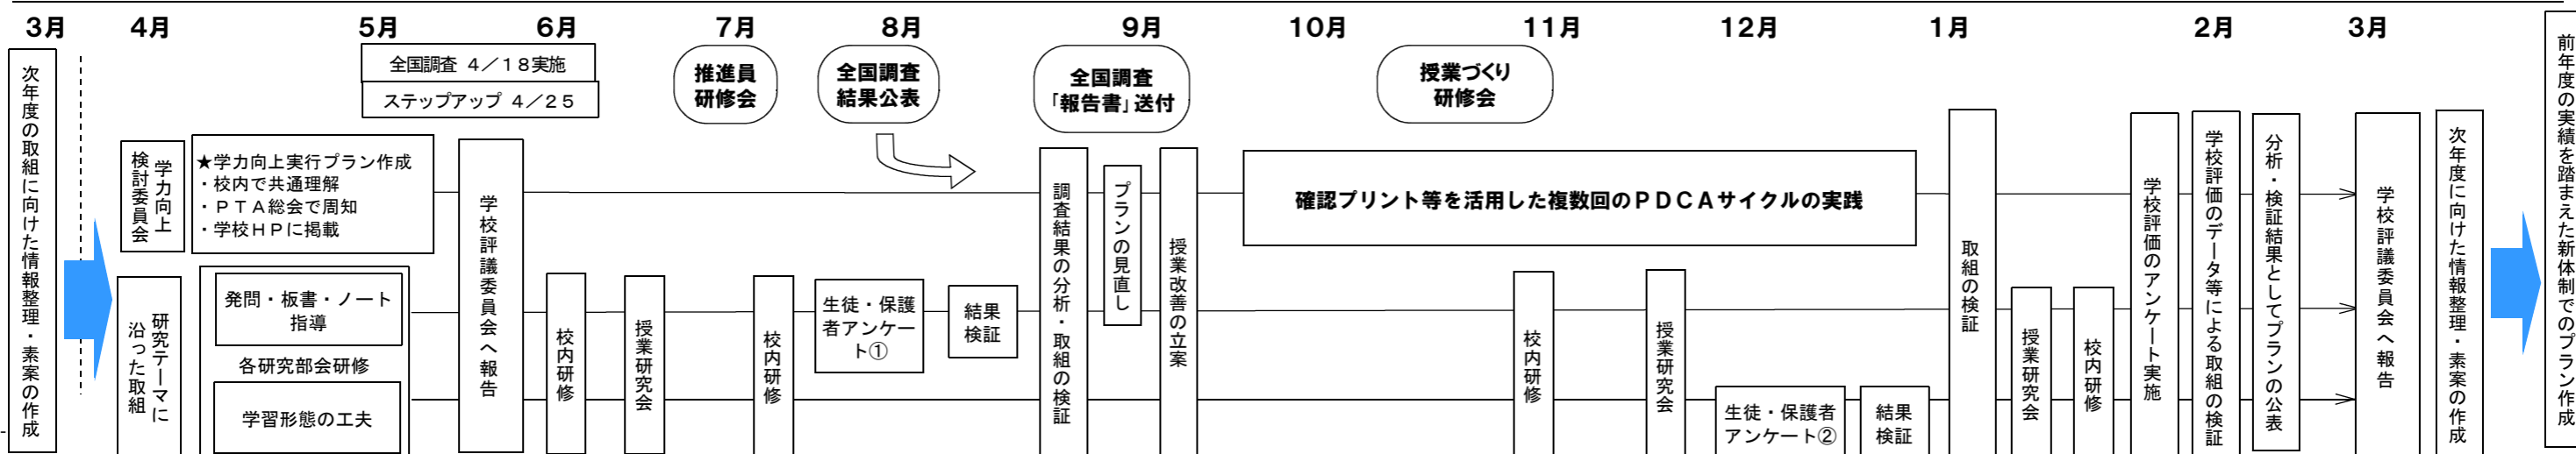 3月
4月
5月
6月
7月
8月
9月
10月
11月
12月
1月
2月
3月
次年度の取組に向けた情報整理・素案の作成
全国調査 4／18実施
ステップアップ 4／25
推進員
研修会
全国調査
結果公表
全国調査
「報告書」送付
授業づくり
研修会
学力向上
検討委員会
★学力向上実行プラン作成
・校内で共通理解
・ＰＴＡ総会で周知
・学校ＨＰに掲載
研究テーマに
沿った取組
発問・板書・ノート
指導
各研究部会研修
学習形態の工夫
学校評議委員会へ報告
校内研修
授業研究会
校内研修
生徒・保護
者アンケー
ト①
結果
検証
調査結果の分析・取組の検証
プランの見直し
授業改善の立案
確認プリント等を活用した複数回のＰＤＣＡサイクルの実践
校内研修
授業研究会
生徒・保護者
アンケート②
結果
検証
取組の検証
授業研究会
校内研修
学校評価のアンケート実施
学校評価のデータ等による取組の検証
分析・検証結果としてプランの公表
学校評議委員会へ報告
次年度に向けた情報整理・素案の作成
前年度の実績を踏まえた新体制でのプラン作成